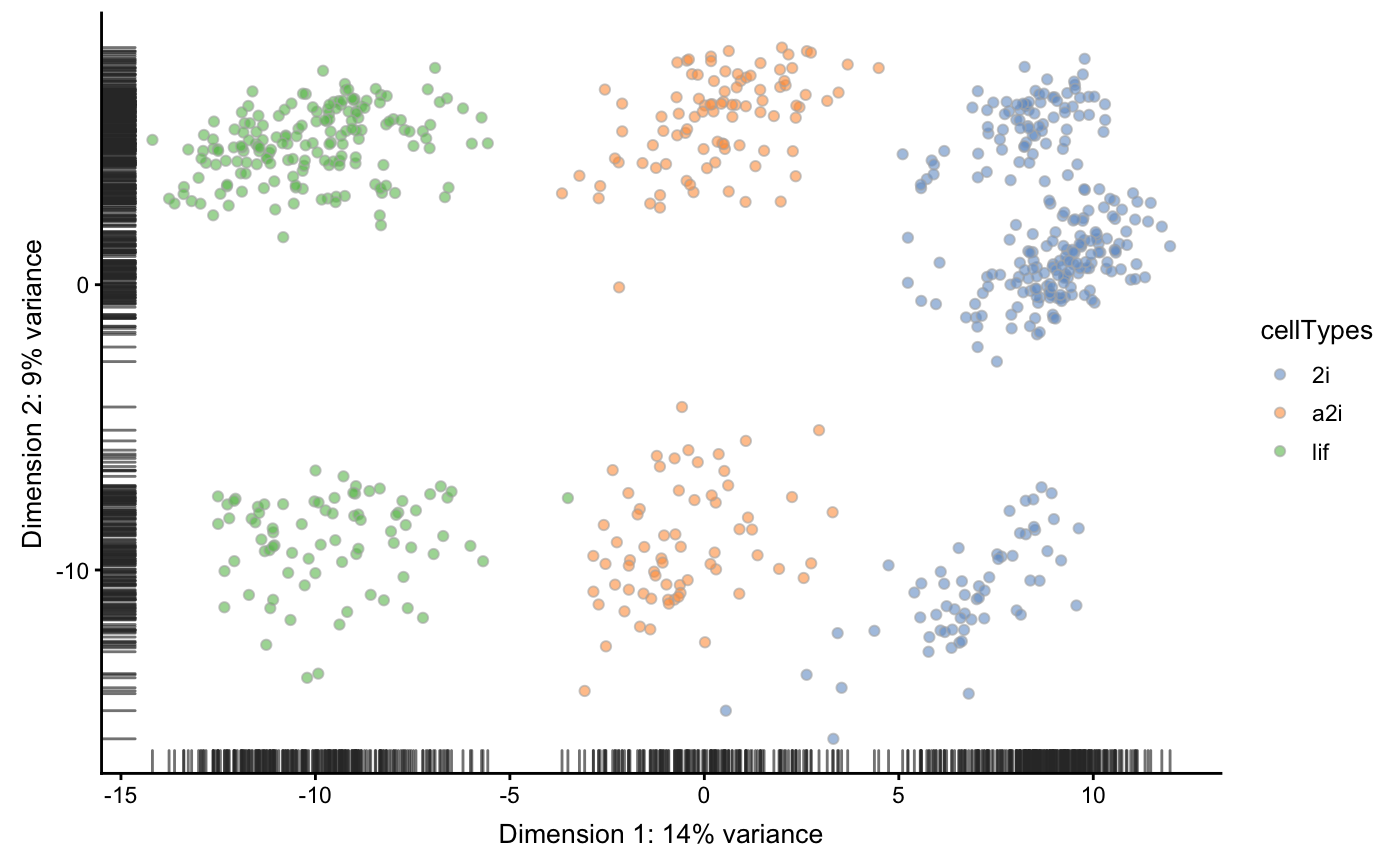 Dimension 2: 9% variance
0
-10
-15
-10
-5
0
5
10
Dimension 1: 14% variance
cellTypes
2i
a2i
lif